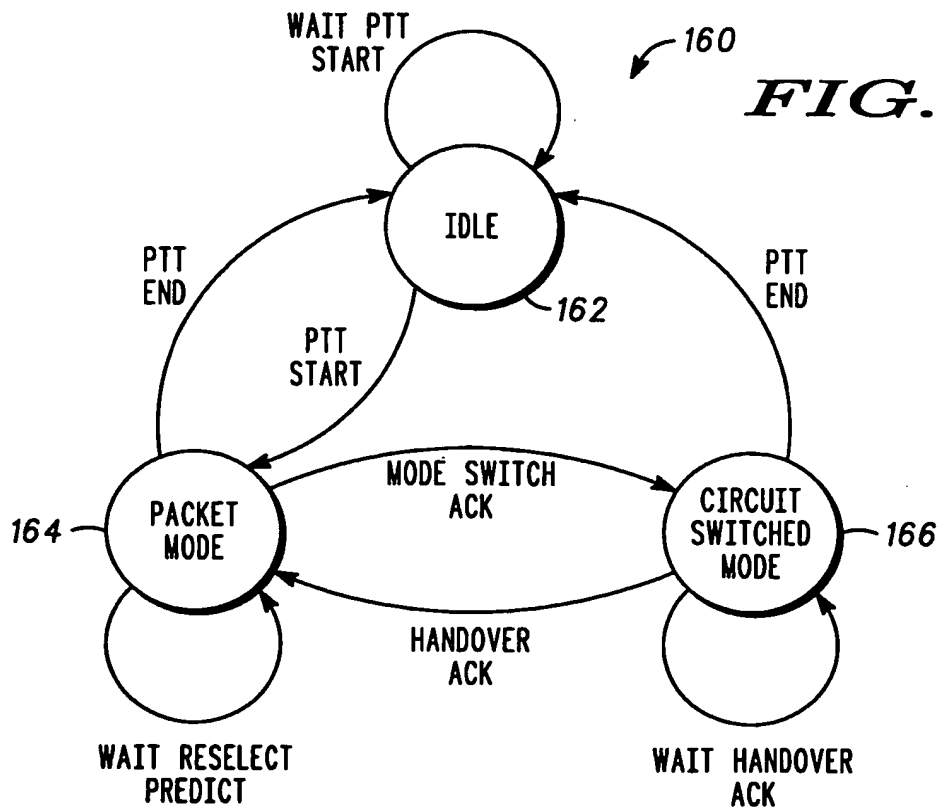 WAIT PTT
START
160
FIG.
IDLE
162
PTT
END
PTT
END
PTT
START
MODE SWITCH
ACK
164
PACKET
MODE
CIRCUIT
SWITCHED
MODE
166
HANDOVER
ACK
WAIT RESELECT
PREDICT
WAIT HANDOVER
ACK